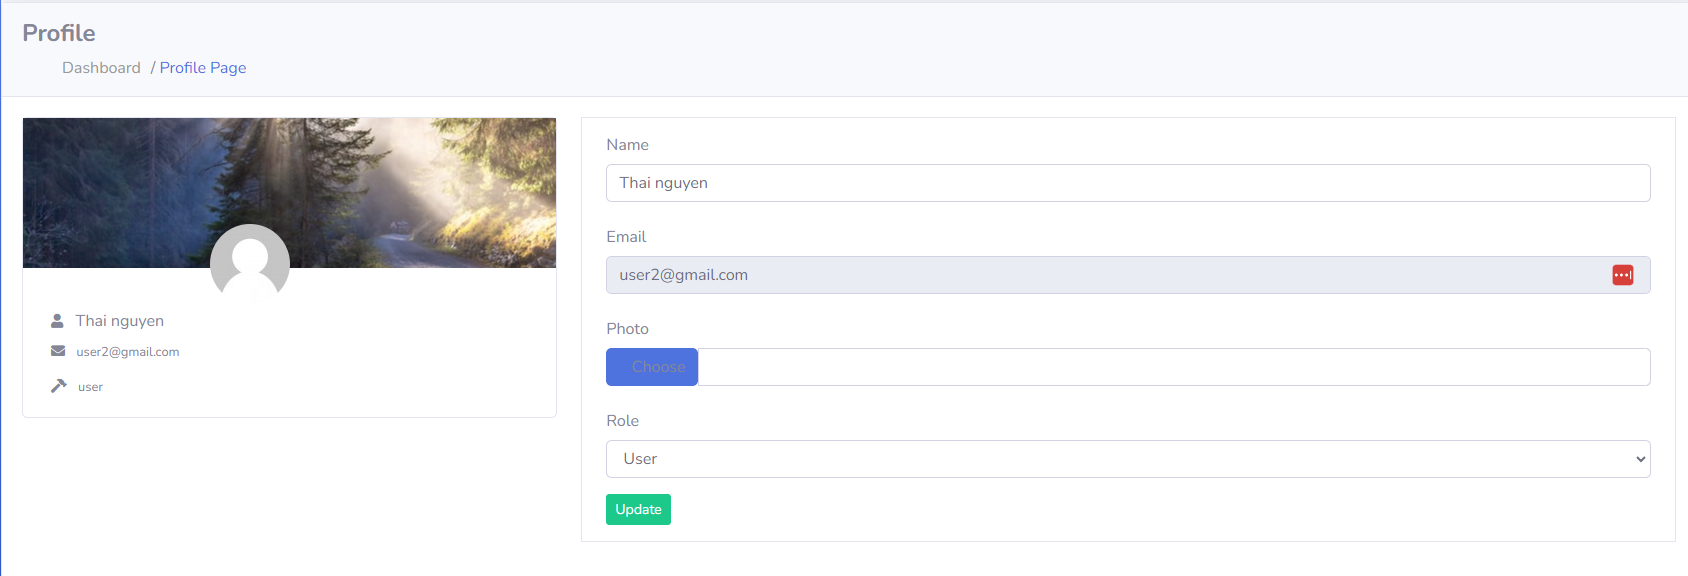 Profile
Dashboard / Profile Page
Thai nguyen
user2@gmail.com
user
Name
Thai nguyen
Email
user2@gmail.com
Photo
Choose
Role
User
Update